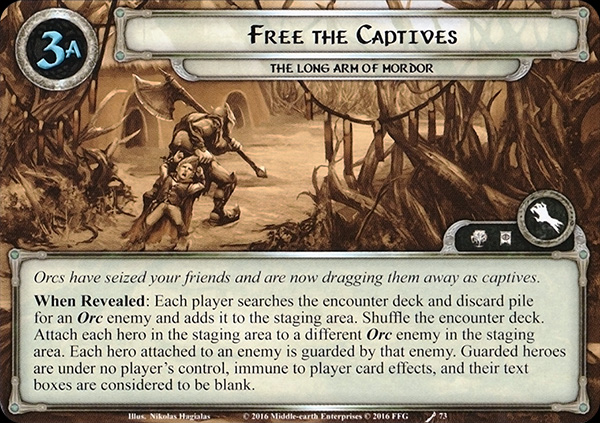 3A
Free the Captives
The Long Arm of Mordor
Orcs have seized your friends and are now dragging them away as captives.
When Revealed: Each player searches the encounter deck and discard pile
for an Orc enemy and adds it to the staging area. Shuffle the encounter deck.
Attach each hero in the staging area to a different Orc enemy in the staging
area. Each hero attached to an enemy is guarded by that enemy. Guarded heroes
are under no player's control, immune to player card effects, and their text
boxes are considered to be blank.
Illus. Nikolas Hagialas © 2016 Middle-earth Enterprises © 2016 FFG 73